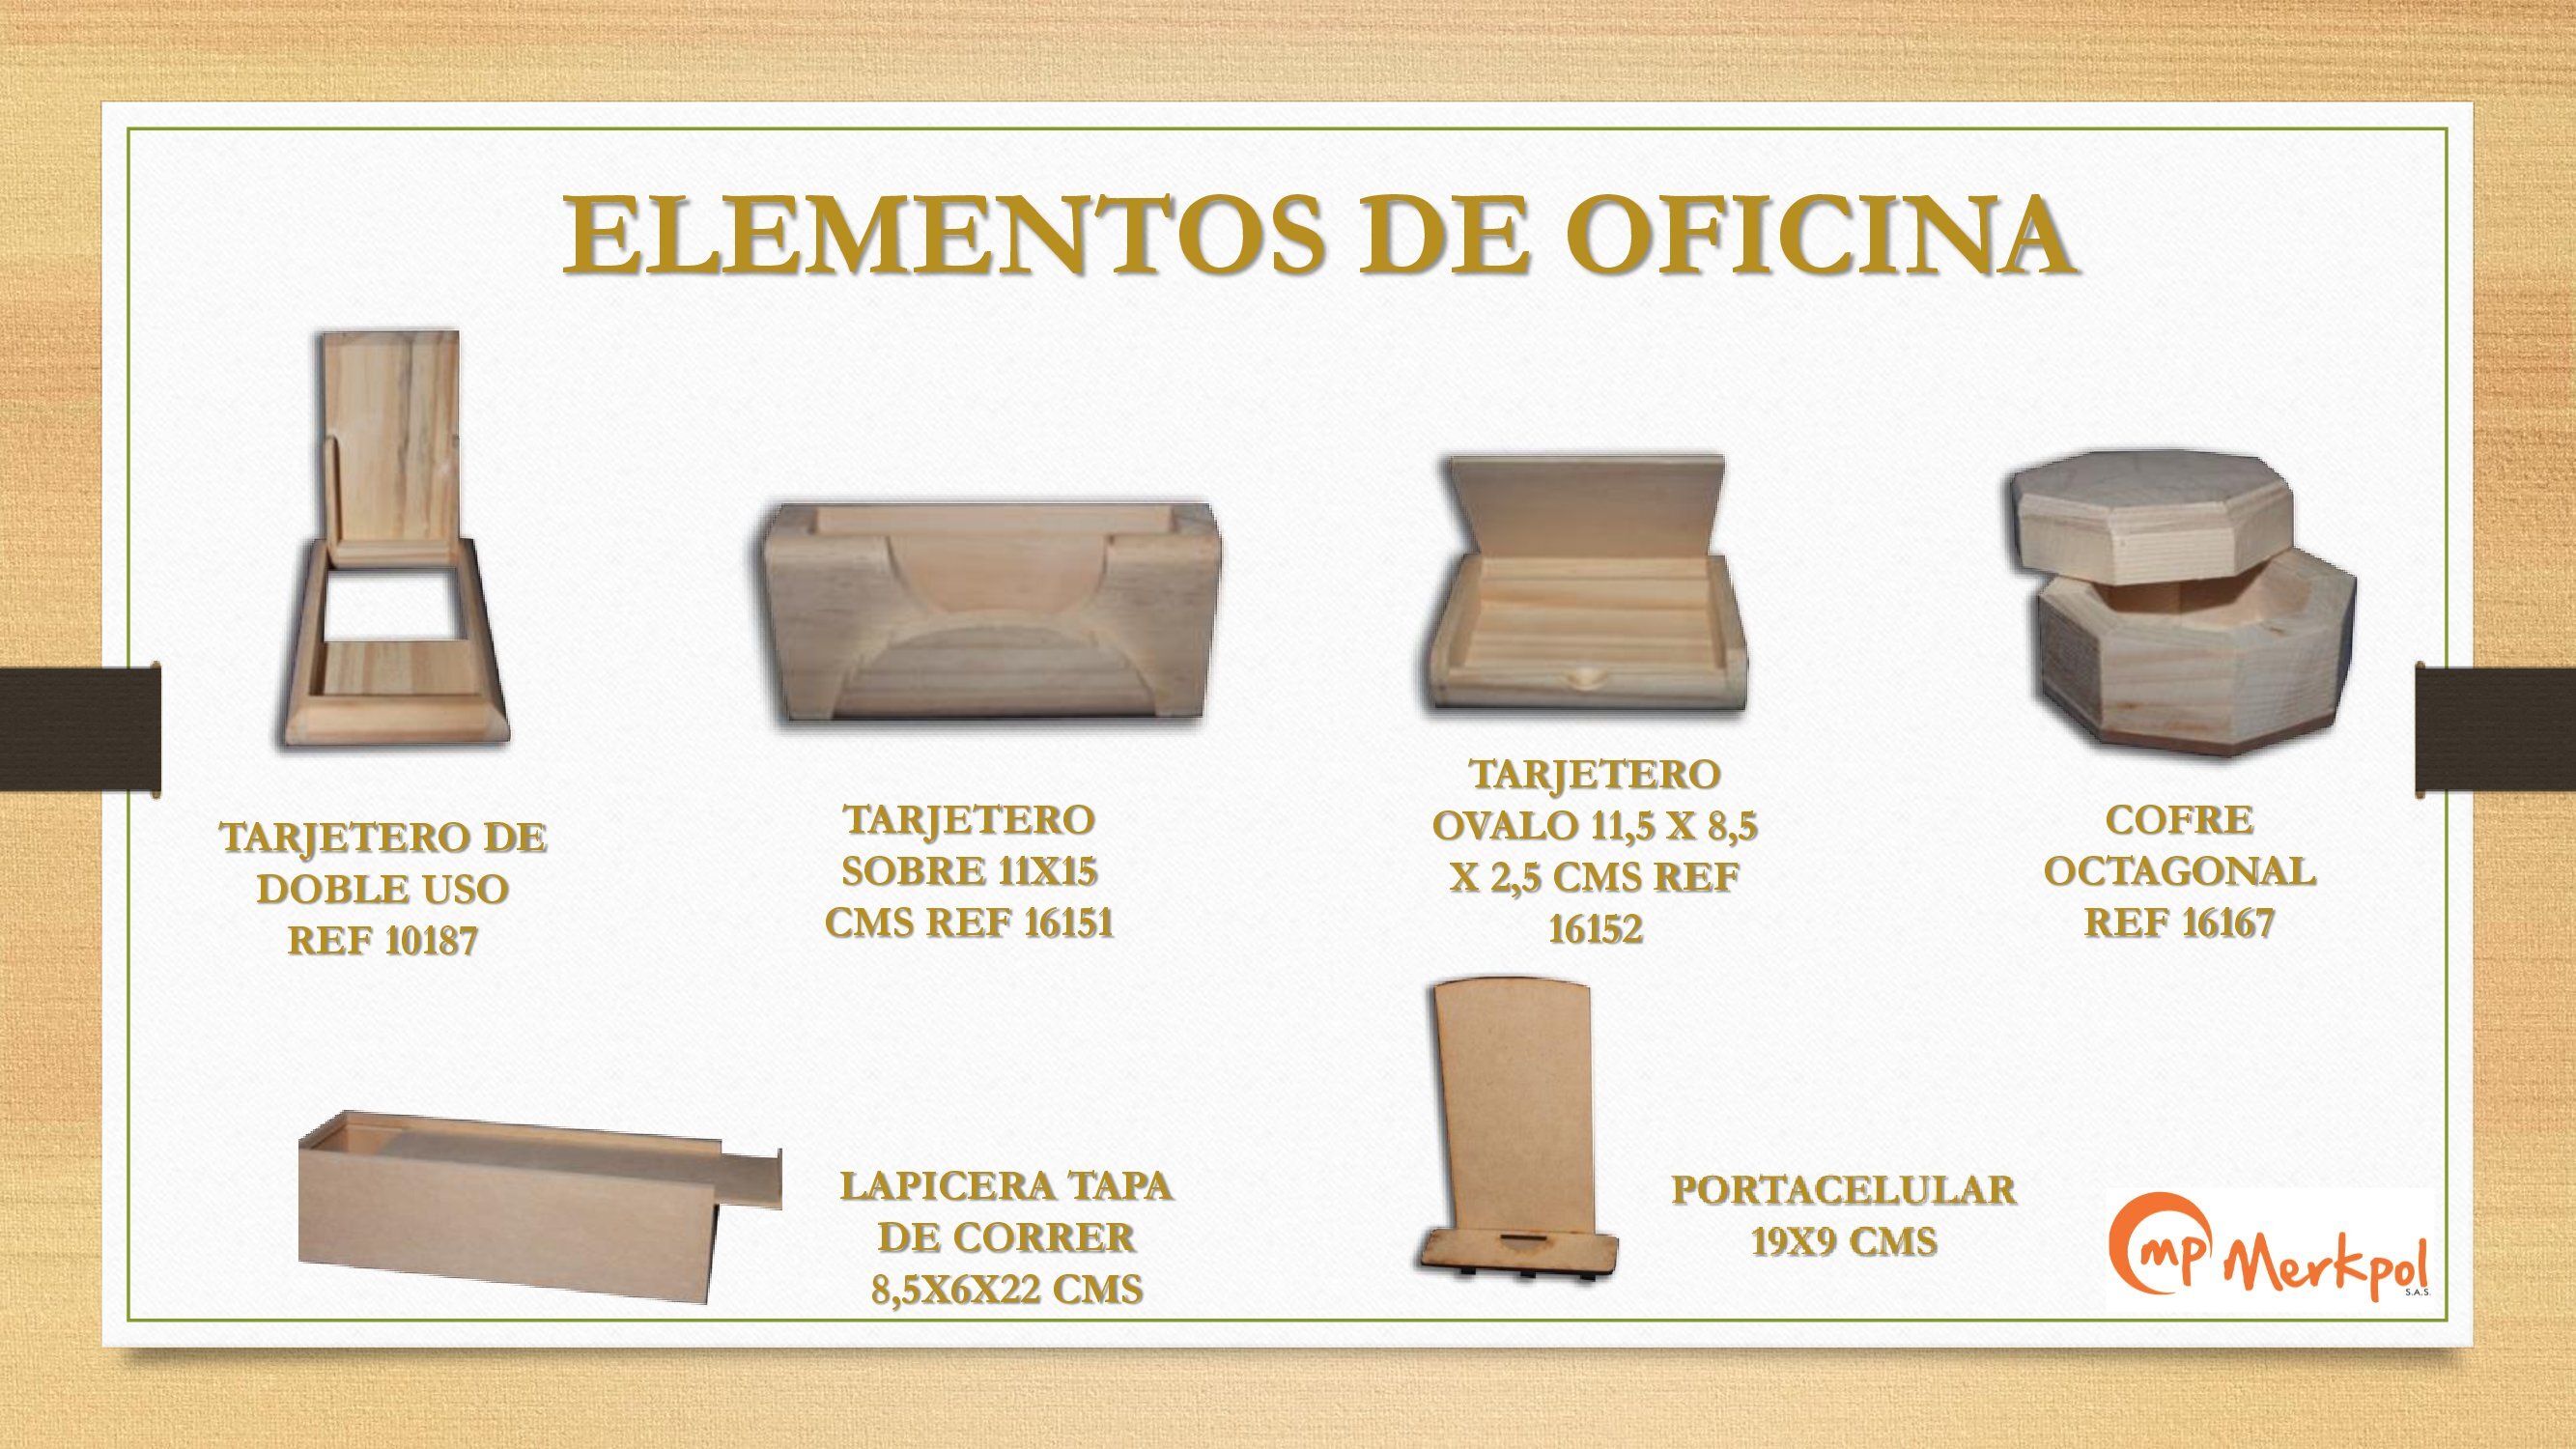 ELEMENTOS DE OFICINA
TARJETERO DE
DOBLE USO
REF 10187
TARJETERO
SOBRE 11X15
CMS REF 16151
TARJETERO
OVALO 11,5 X 8,5
X 2,5 CMS REF
16152
COFRE
OCTAGONAL
REF 16167
LAPICERA TAPA
DE CORRER
8,5X6X22 CMS
PORTACELULAR
19X9 CMS
mp Merkpol
S.A.S.